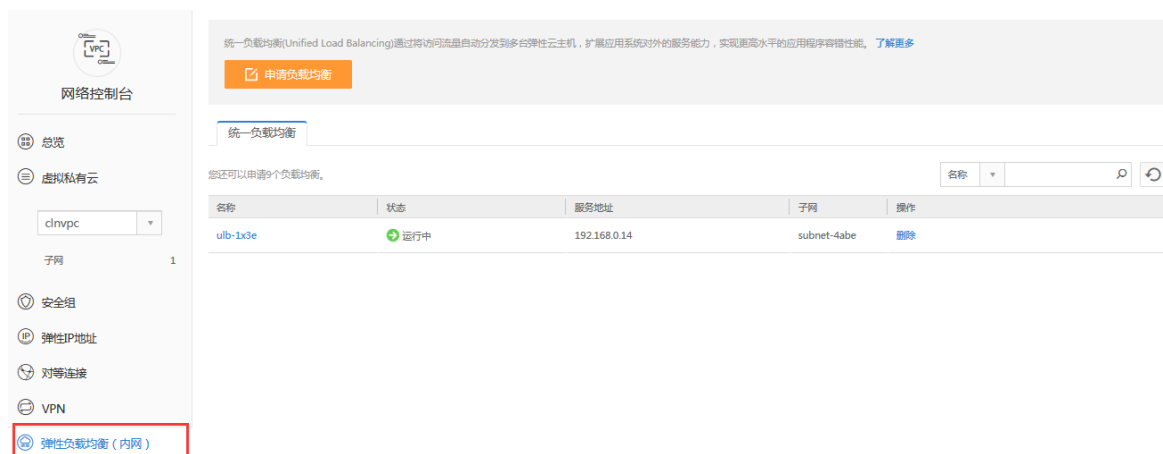 VPC
网络控制台
总览
虚拟私有云
clnvpc
子网 1
安全组
IP 弹性IP地址
对等连接
VPN
弹性负载均衡（内网）
统一负载均衡(Unified Load Balancing)通过将访问流量自动分发到多台弹性云主机，扩展应用系统对外的服务能力，实现更高水平的应用程序容错性能。 了解更多
申请负载均衡
统一负载均衡
您还可以申请9个负载均衡。 名称
名称 状态 服务地址 子网 操作
ulb-1x3e 运行中 192.168.0.14 subnet-4abe 删除